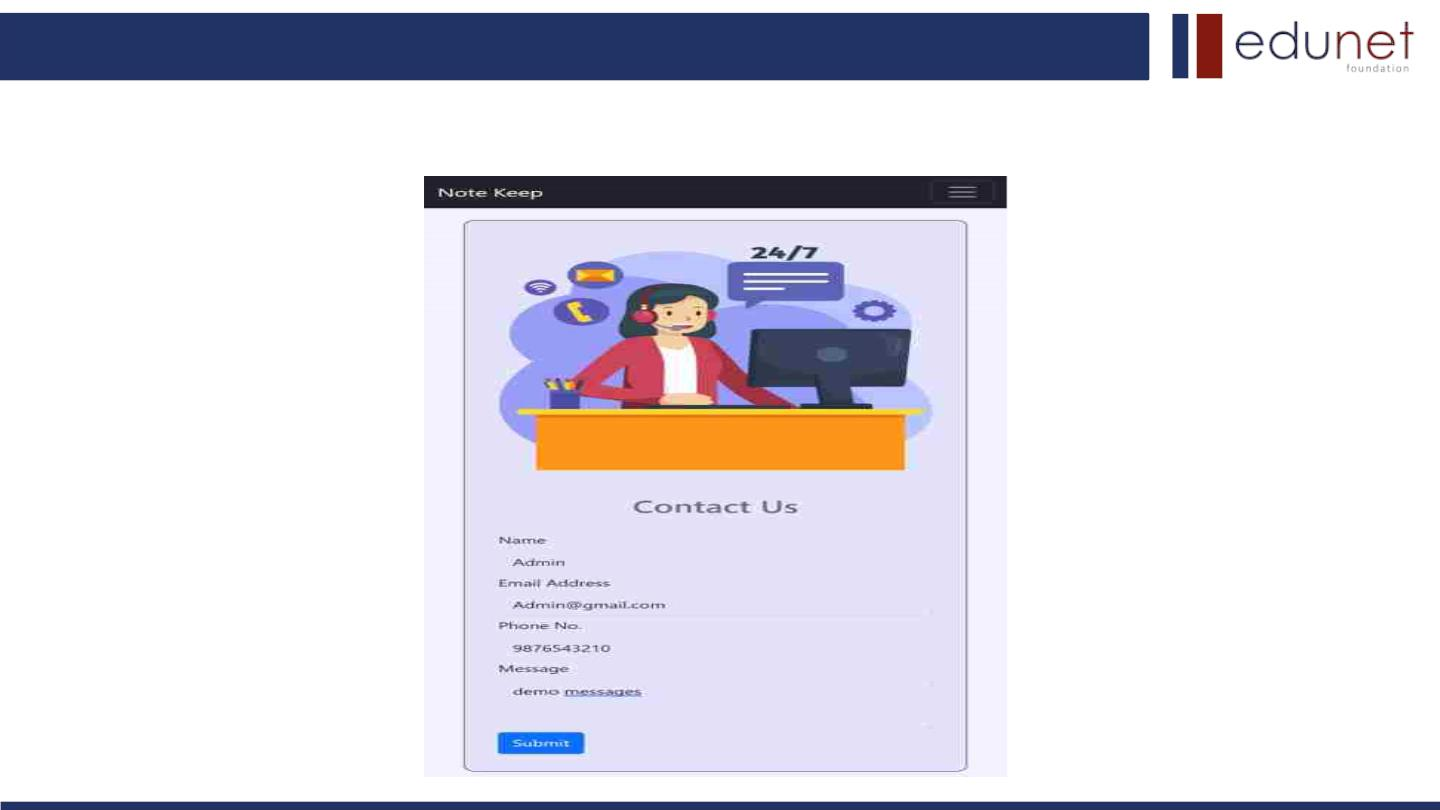 edunet
foundation
Note Keep
24/7
Contact Us
Name
Admin
Email Address
Admin@gmail.com
Phone No.
9876543210
Message
demo messages
Submit